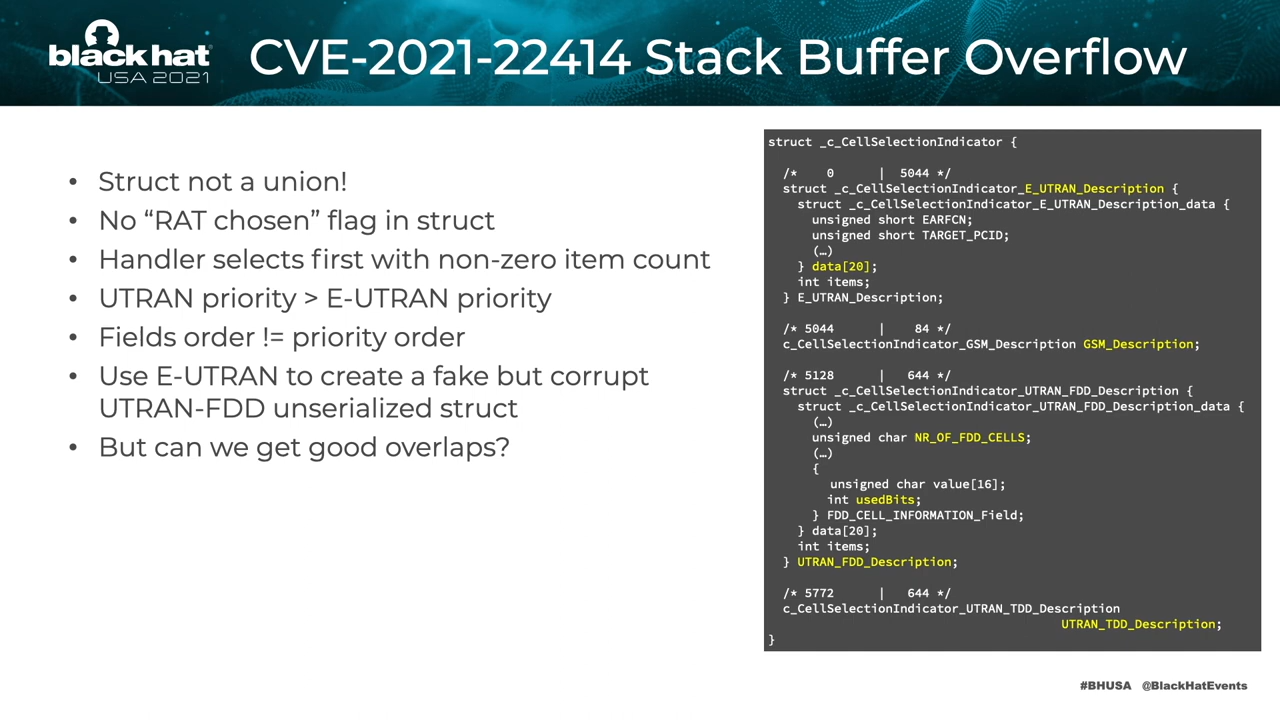 black hat
USA 2021
CVE-2021-22414 Stack Buffer Overflow
• Struct not a union!
• No “RAT chosen” flag in struct
• Handler selects first with non-zero item count
• UTRAN priority > E-UTRAN priority
• Fields order != priority order
• Use E-UTRAN to create a fake but corrupt
UTRAN-FDD unserialized struct
• But can we get good overlaps?
struct _c_CellSelectionIndicator {
/* 0 | 5044 */
struct _c_CellSelectionIndicator_E_UTRAN_Description {
struct _c_CellSelectionIndicator_E_UTRAN_Description_data {
unsigned short EARFCN;
unsigned short TARGET_PCID;
(…)
} data[20];
int items;
} E_UTRAN_Description;
/* 5044 | 84 */
c_CellSelectionIndicator_GSM_Description GSM_Description;
/* 5128 | 644 */
struct _c_CellSelectionIndicator_UTRAN_FDD_Description {
struct _c_CellSelectionIndicator_UTRAN_FDD_Description_data {
(…)
unsigned char NR_OF_FDD_CELLS;
(…)
{
unsigned char value[16];
int usedBits;
} FDD_CELL_INFORMATION_Field;
} data[20];
int items;
} UTRAN_FDD_Description;
/* 5772 | 644 */
c_CellSelectionIndicator_UTRAN_TDD_Description
UTRAN_TDD_Description;
}
#BHUSA @BlackHatEvents